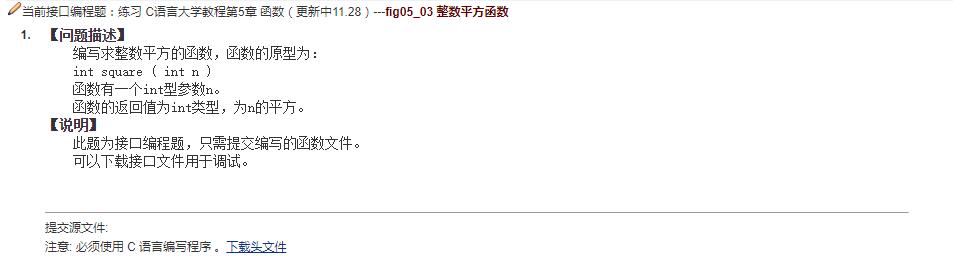 当前接口编程题：练习 C语言大学教程第5章 函数（更新中11.28）---fig05_03 整数平方函数
1. 【问题描述】
编写求整数平方的函数，函数的原型为：
int square ( int n )
函数有一个int型参数n。
函数的返回值为int类型，为n的平方。
【说明】
此题为接口编程题，只需提交编写的函数文件。
可以下载接口文件用于调试。
提交源文件:
注意: 必须使用 C 语言编写程序 。下载头文件